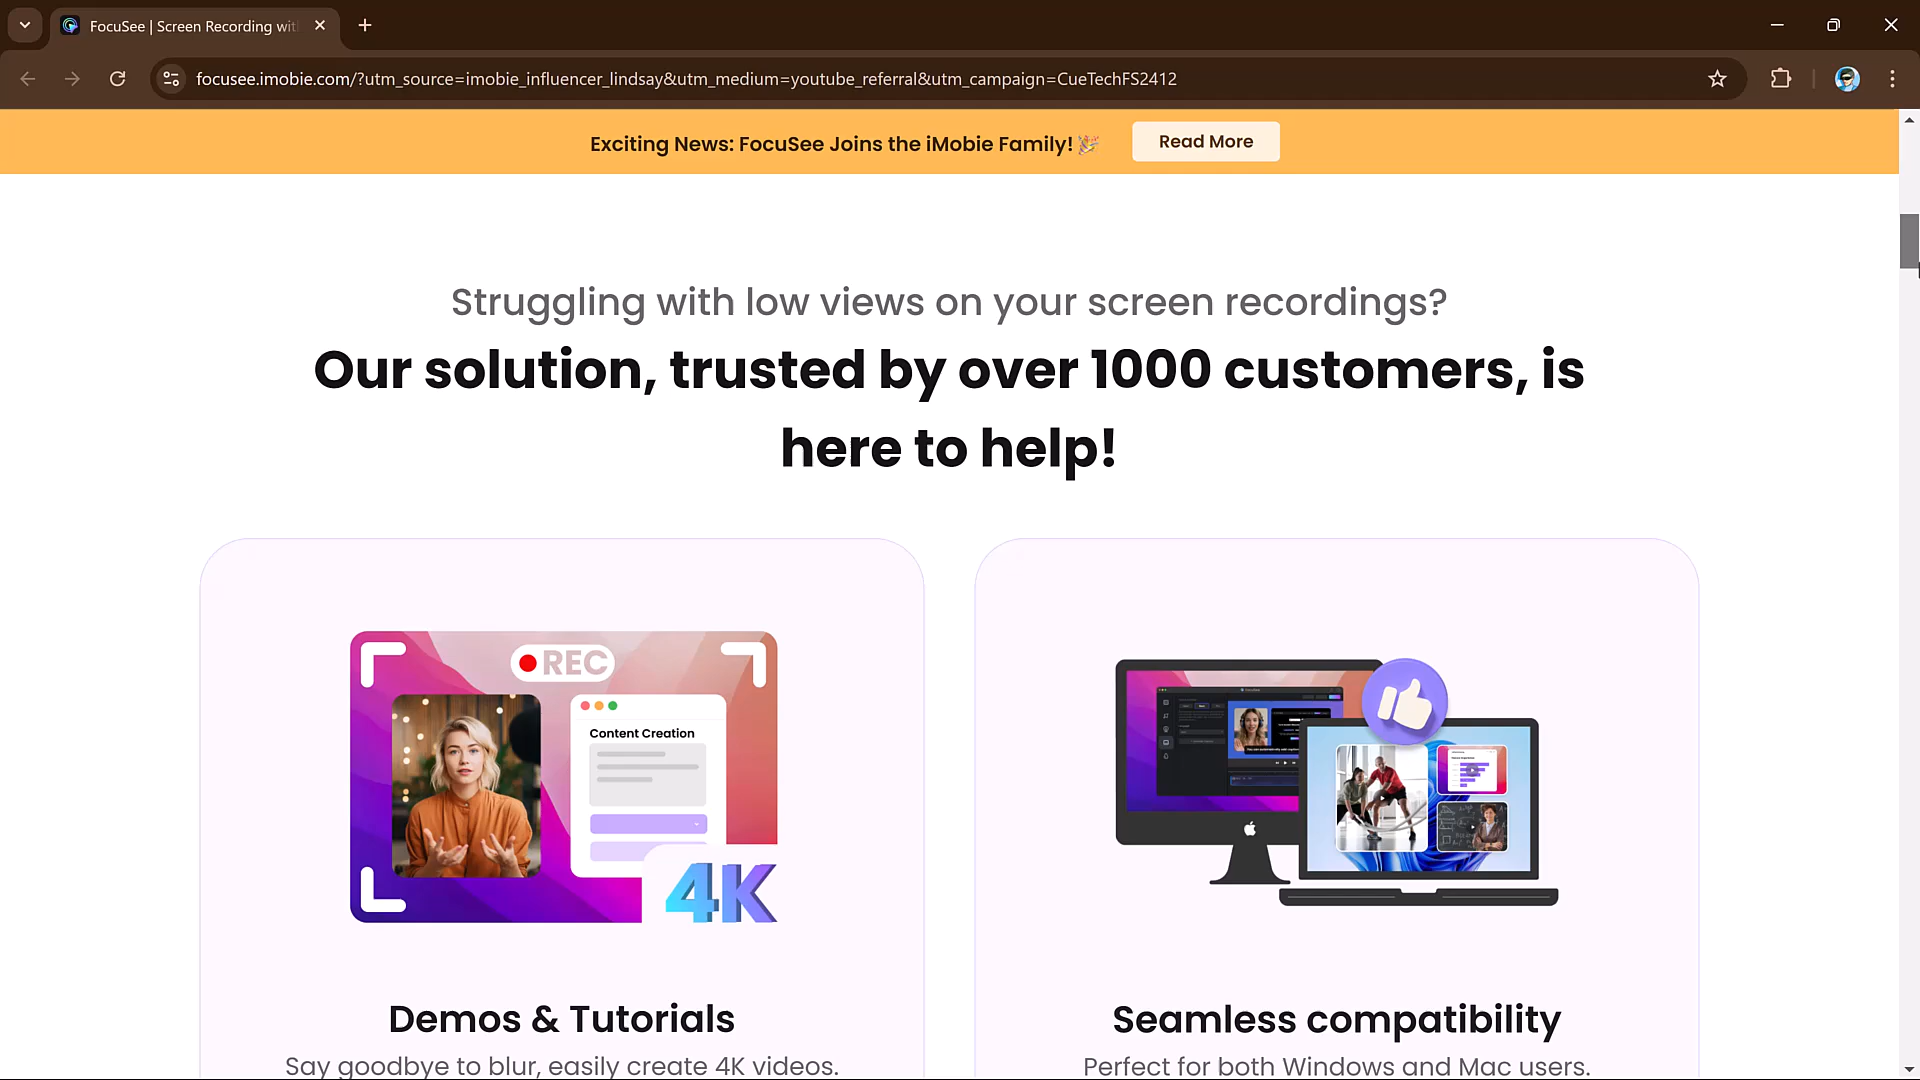 FocuSee | Screen Recording wit
focusee.imobie.com/?utm_source=imobie_influencer_lindsay&utm_medium=youtube_referral&utm_campaign=CueTechFS2412
Exciting News: FocuSee Joins the iMobie Family! 🎉
Read More
Struggling with low views on your screen recordings?
Our solution, trusted by over 1000 customers, is
here to help!
REC
Content Creation
4K
Demos & Tutorials
Say goodbye to blur, easily create 4K videos.
Seamless compatibility
Perfect for both Windows and Mac users.